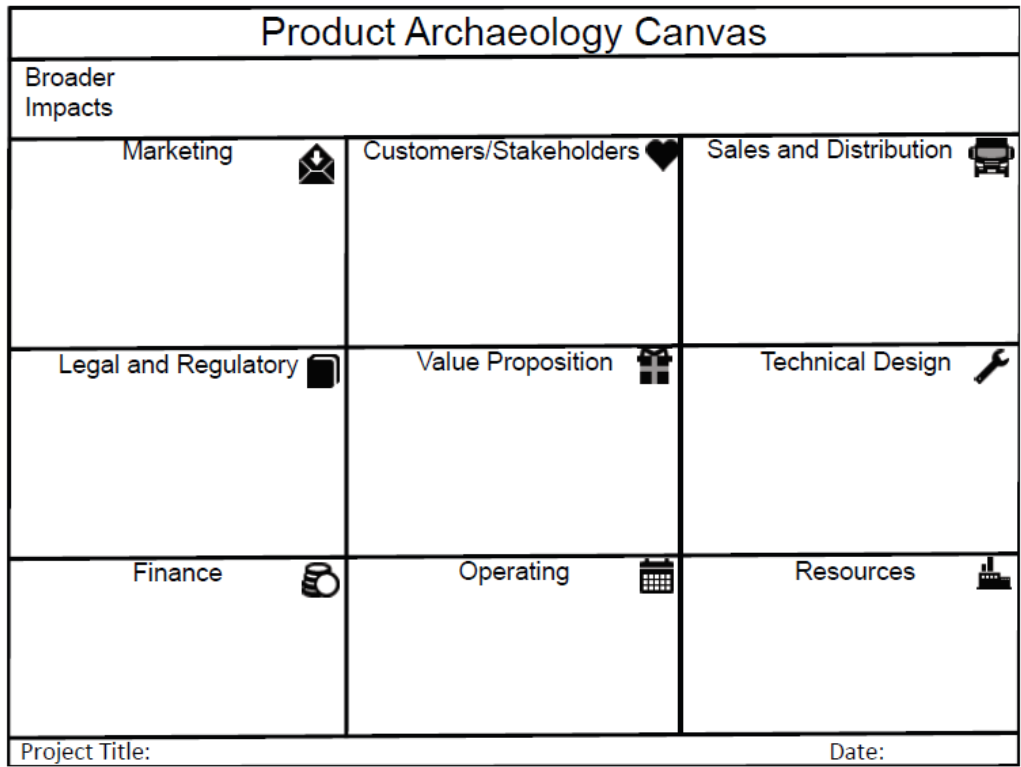 Product Archaeology Canvas
Broader
Impacts
Marketing
Customers/Stakeholders
Sales and Distribution
Legal and Regulatory
Value Proposition
Technical Design
Finance
Operating
Resources
Project Title:
Date: